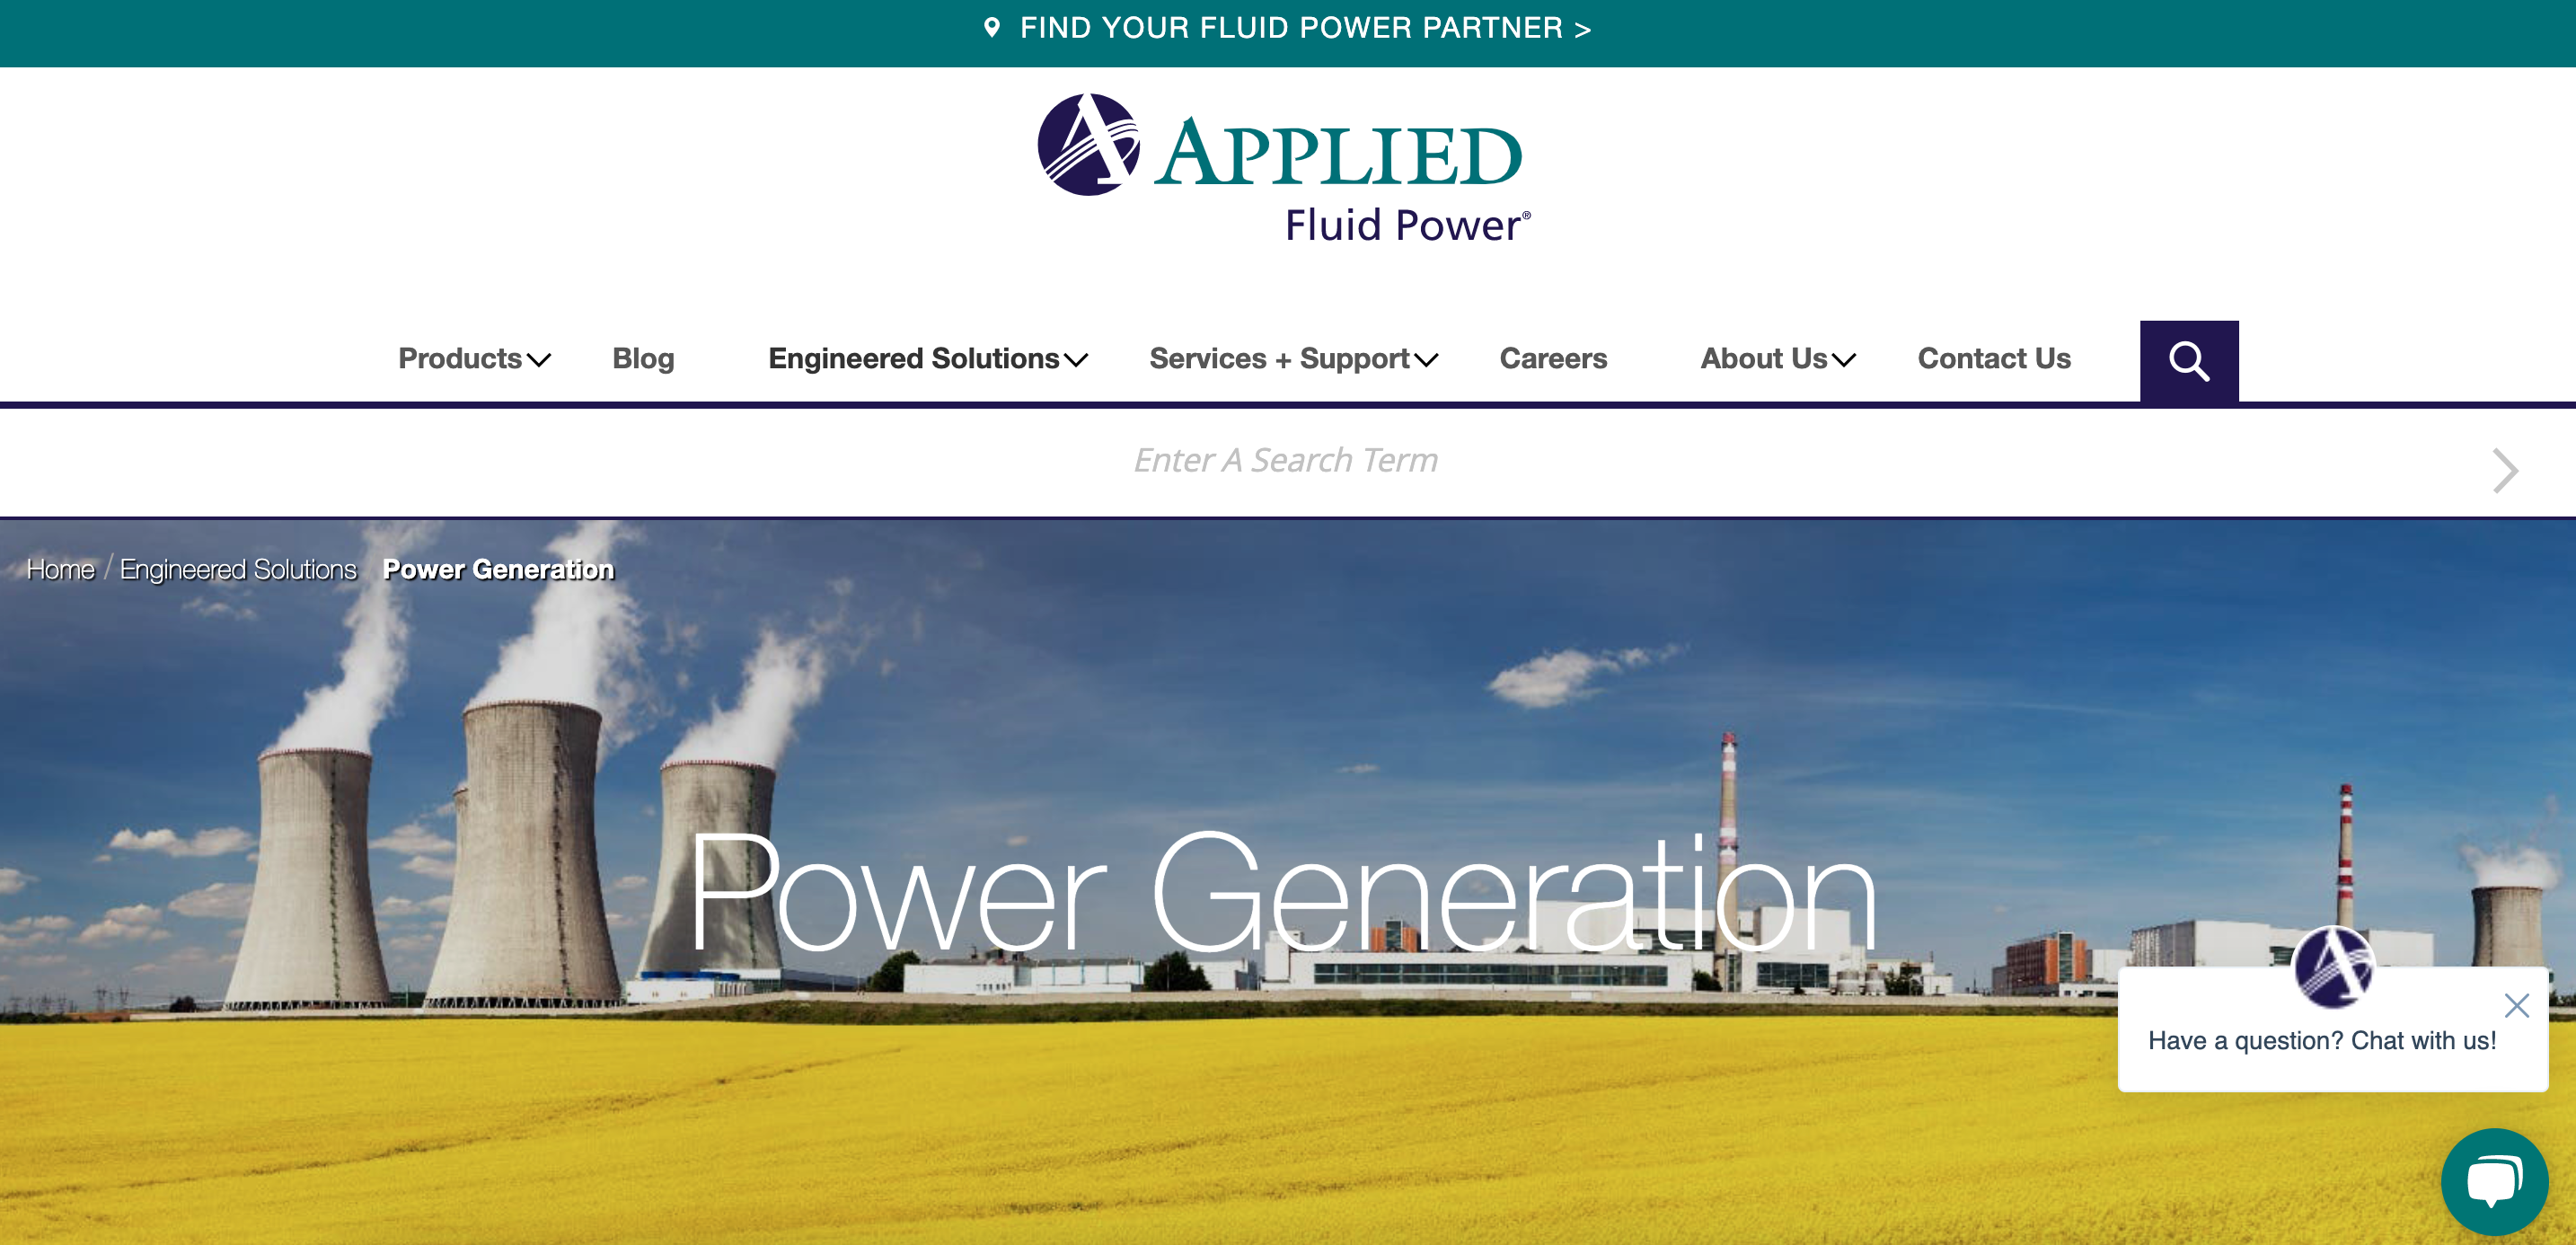 FIND YOUR FLUID POWER PARTNER >
APPLIED
Fluid Power®
Products Blog Engineered Solutions Services + Support Careers About Us Contact Us
Enter A Search Term
Home / Engineered Solutions Power Generation
Power Generation
Have a question? Chat with us!